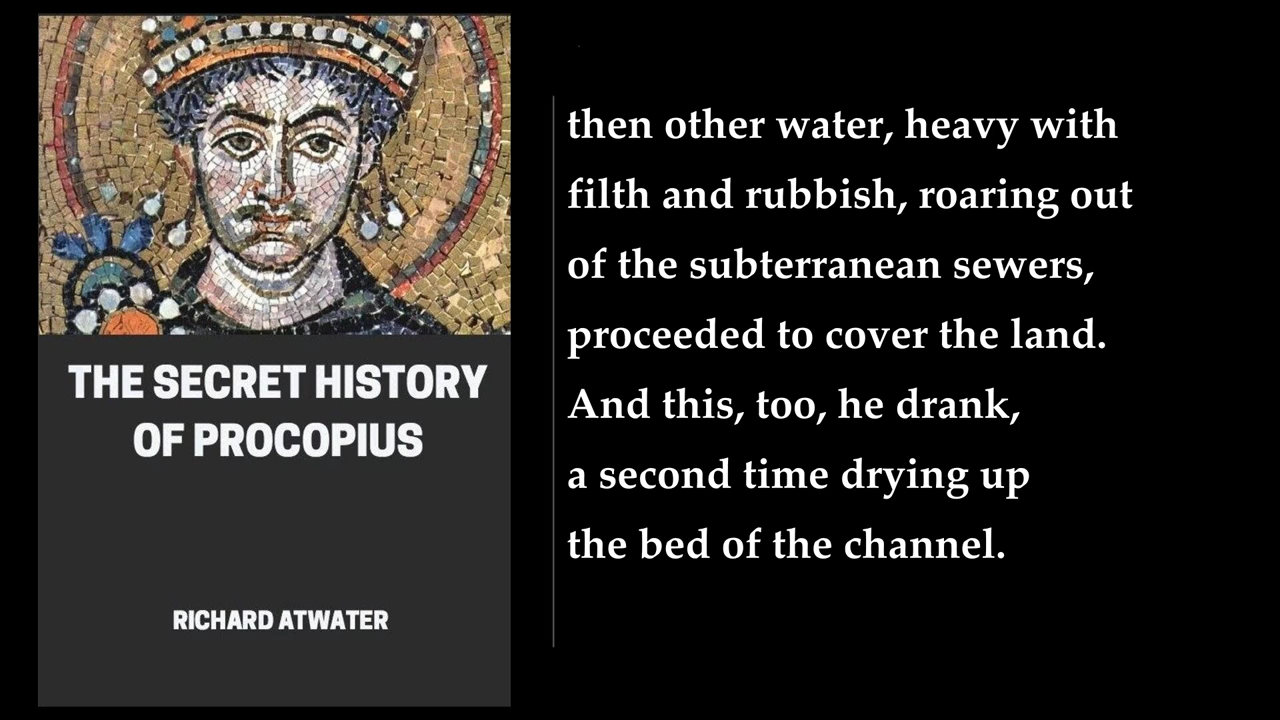 THE SECRET HISTORY
OF PROCOPIUS
RICHARD ATWATER
then other water, heavy with
filth and rubbish, roaring out
of the subterranean sewers,
proceeded to cover the land.
And this, too, he drank,
a second time drying up
the bed of the channel.